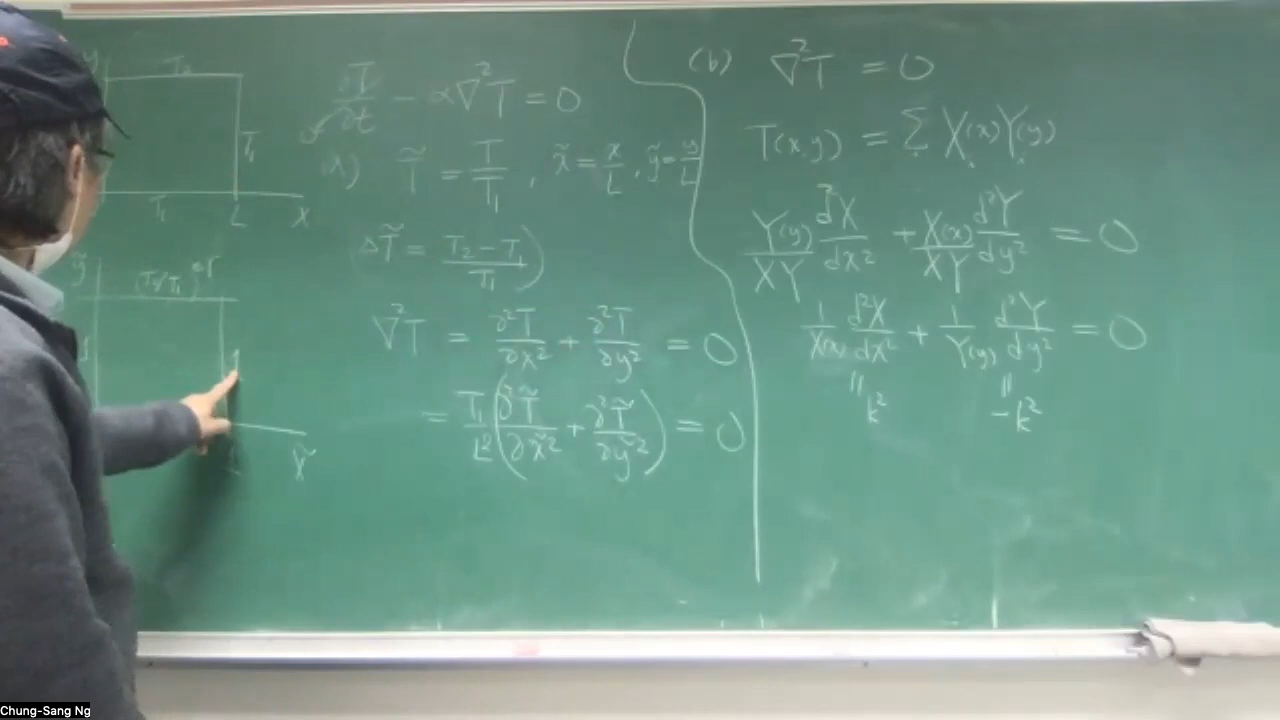 T₂
T₁
T₁ L x
ỹ
(T₂/T₁) = r
1
x̃
∂T/∂t − α∇²T = 0
a) T̃ = T/T₁, x̃ = x/L, ỹ = y/L
ΔT̃ = (T₂ − T₁)/T₁)
∇²T = ∂²T/∂x² + ∂²T/∂y² = 0
= T₁/L² (∂²T̃/∂x̃² + ∂²T̃/∂ỹ²) = 0
(b) ∇²T = 0
T(x,y) = Σ X(x)Y(y)
Y(y)/XY d²X/dx² + X(x)/XY d²Y/dy² = 0
1/X(x) d²X/dx² + 1/Y(y) d²Y/dy² = 0
|| ||
k² −k²
Chung-Sang Ng